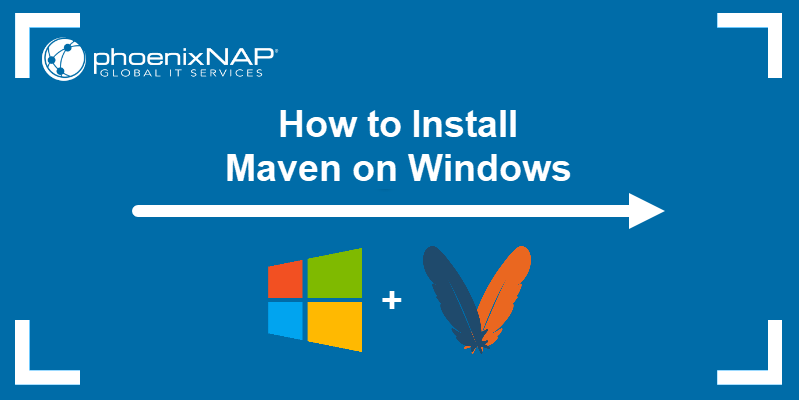 phoenixNAP®
GLOBAL IT SERVICES
How to Install
Maven on Windows
+